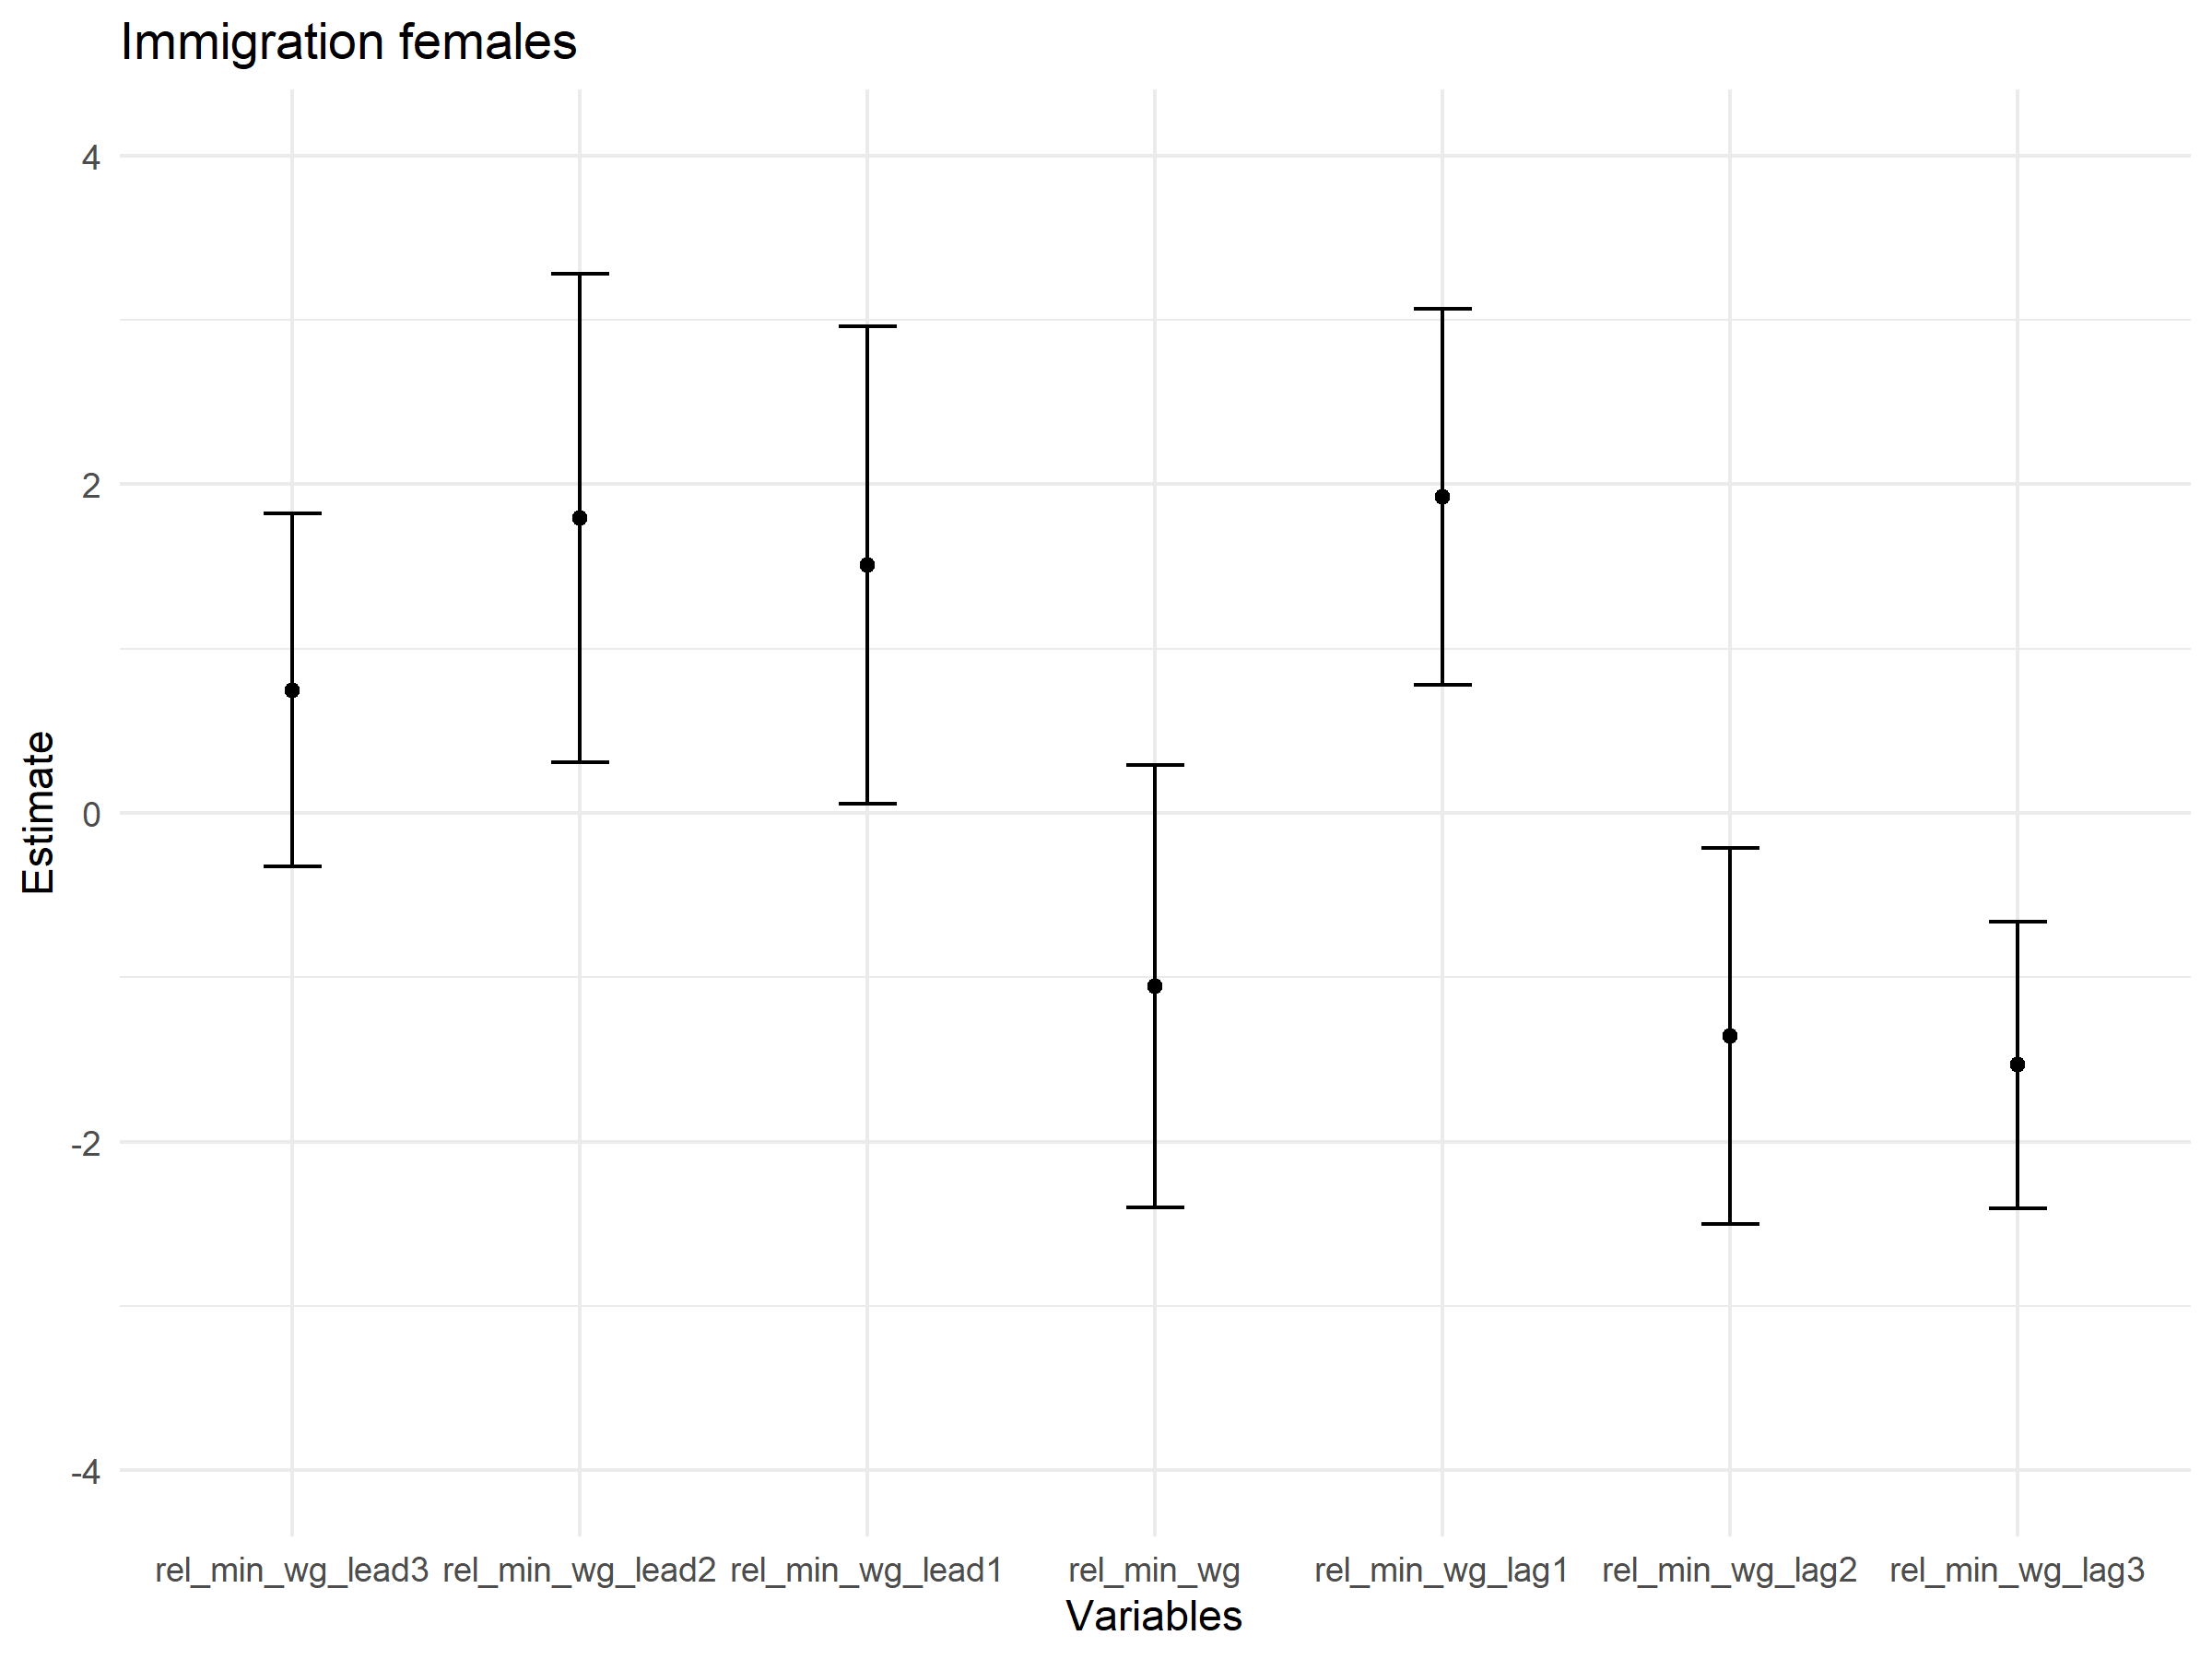 Immigration females
4
2
0
-2
-4
Estimate
rel_min_wg_lead3 rel_min_wg_lead2 rel_min_wg_lead1 rel_min_wg rel_min_wg_lag1 rel_min_wg_lag2 rel_min_wg_lag3
Variables